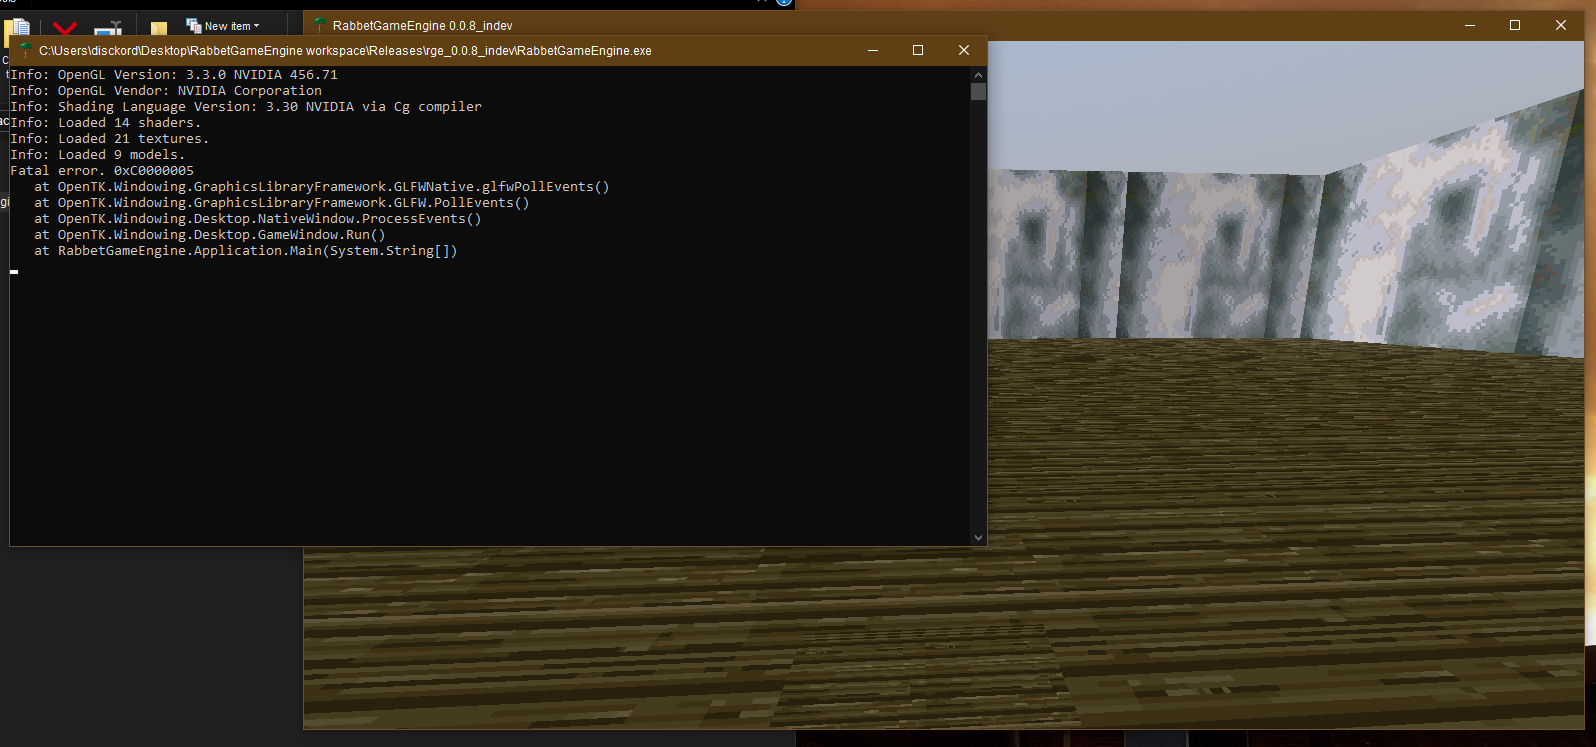 New item
RabbetGameEngine 0.0.8_indev
C:\Users\disckord\Desktop\RabbetGameEngine workspace\Releases\rge_0.0.8_indev\RabbetGameEngine.exe
Info: OpenGL Version: 3.3.0 NVIDIA 456.71
Info: OpenGL Vendor: NVIDIA Corporation
Info: Shading Language Version: 3.30 NVIDIA via Cg compiler
Info: Loaded 14 shaders.
Info: Loaded 21 textures.
Info: Loaded 9 models.
Fatal error. 0xC0000005
at OpenTK.Windowing.GraphicsLibraryFramework.GLFWNative.glfwPollEvents()
at OpenTK.Windowing.GraphicsLibraryFramework.GLFW.PollEvents()
at OpenTK.Windowing.Desktop.NativeWindow.ProcessEvents()
at OpenTK.Windowing.Desktop.GameWindow.Run()
at RabbetGameEngine.Application.Main(System.String[])